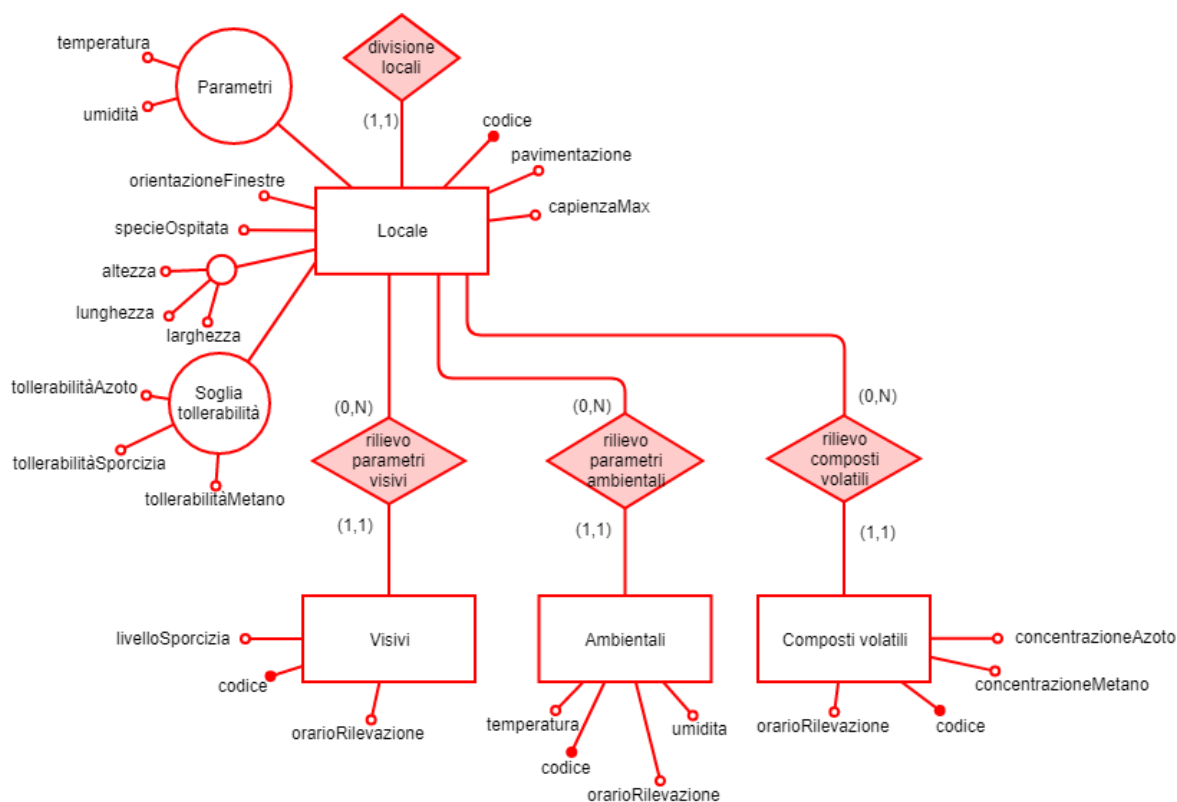 temperatura
umidità
Parametri
divisione
locali
(1,1)
codice
pavimentazione
capienzaMax
orientazioneFinestre
specieOspitata
altezza
lunghezza
larghezza
Locale
Soglia
tollerabilità
tollerabilitàAzoto
tollerabilitàSporcizia
tollerabilitàMetano
(0,N)
(0,N)
(0,N)
rilievo
parametri
visivi
rilievo
parametri
ambientali
rilievo
composti
volatili
(1,1)
(1,1)
(1,1)
livelloSporcizia
codice
Visivi
orarioRilevazione
Ambientali
temperatura
codice
umidita
orarioRilevazione
Composti volatili
concentrazioneAzoto
concentrazioneMetano
orarioRilevazione
codice